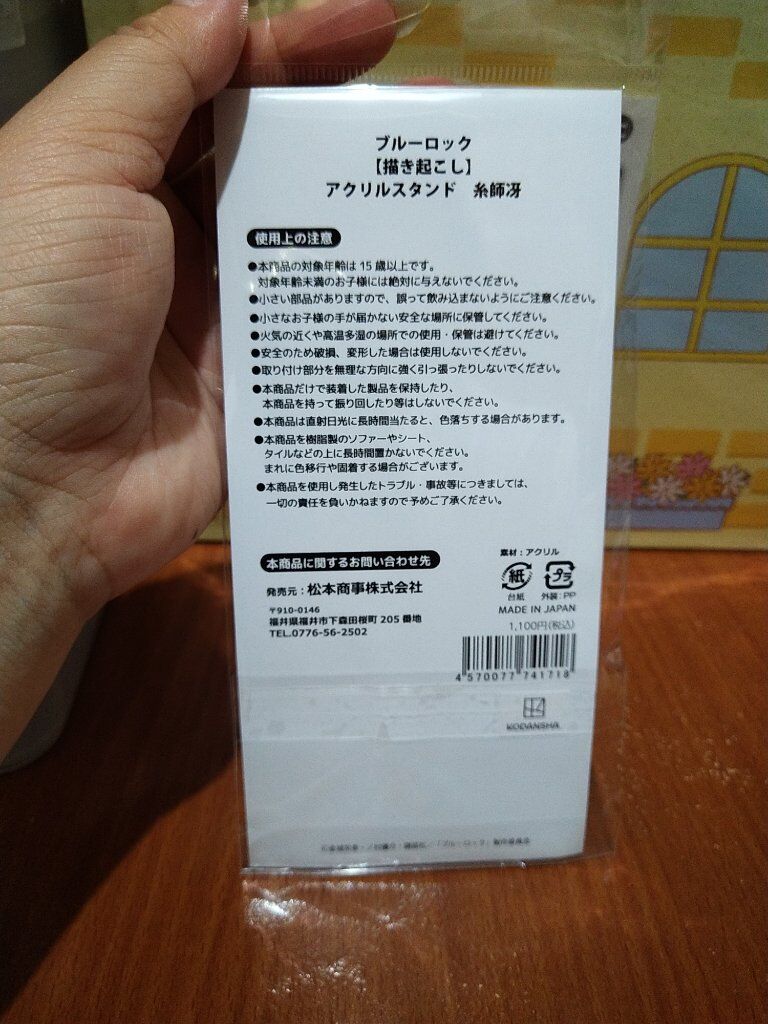 ブルーロック
【描き起こし】
アクリルスタンド 糸師冴
使用上の注意
●本商品の対象年齢は 15 歳以上です。
対象年齢未満のお子様には絶対に与えないでください。
●小さい部品がありますので、誤って飲み込まないようにご注意ください。
●小さなお子様の手が届かない安全な場所に保管してください。
●火気の近くや高温多湿の場所での使用・保管は避けてください。
●安全のため破損、変形した場合は使用しないでください。
●取り付け部分を無理な方向に強く引っ張ったりしないでください。
●本商品だけで装着した製品を保持したり、
本商品を持って振り回したり等はしないでください。
●本商品は直射日光に長時間当たると、色落ちする場合があります。
●本商品を樹脂製のソファーやシート、
タイルなどの上に長時間置かないでください。
まれに色移行や固着する場合がございます。
●本商品を使用し発生したトラブル・事故等につきましては、
一切の責任を負いかねますので予めご了承ください。
本商品に関するお問い合わせ先
発売元：松本商事株式会社
〒910-0146
福井県福井市下森田桜町 205 番地
TEL.0776-56-2502
素材：アクリル
紙 プラ
台紙 外装：PP
MADE IN JAPAN
1,100円(税込)
4 570077 741718
KODANSHA